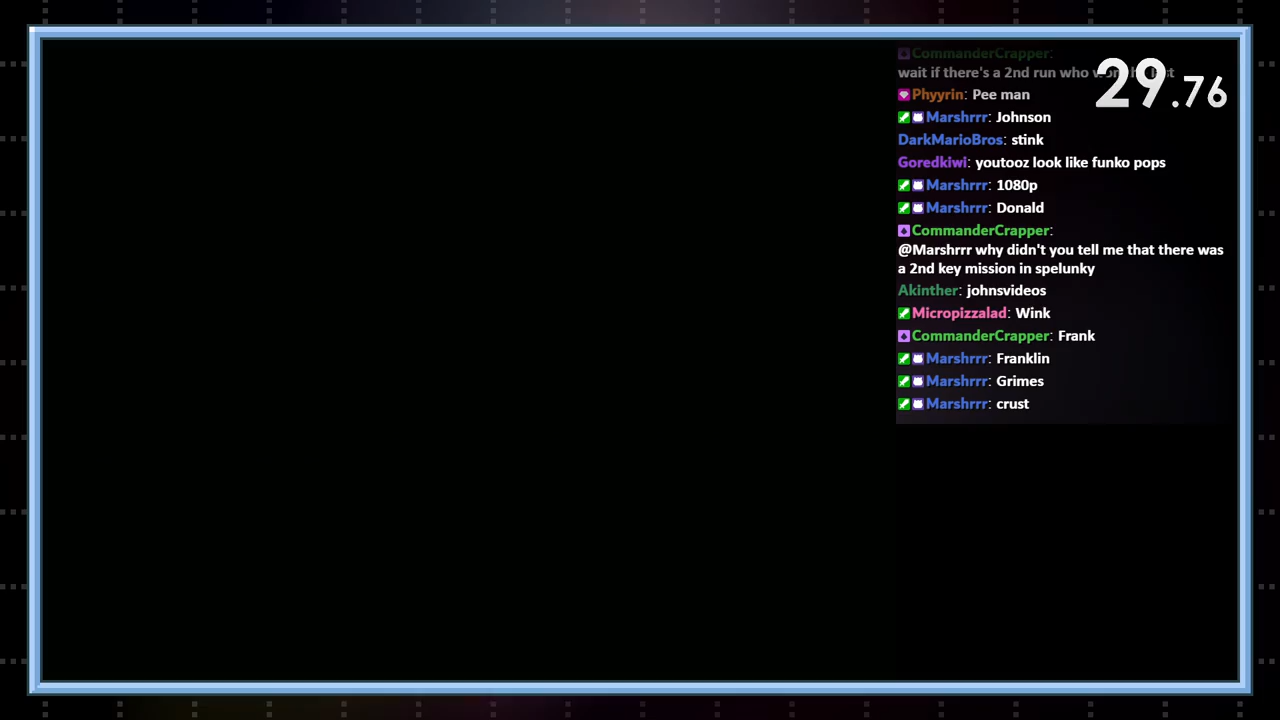 CommanderCrapper:
wait if there's a 2nd run who
29.76
Phyyrin: Pee man
Marshrrr: Johnson
DarkMarioBros: stink
Goredkiwi: youtooz look like funko pops
Marshrrr: 1080p
Marshrrr: Donald
CommanderCrapper:
@Marshrrr why didn't you tell me that there was
a 2nd key mission in spelunky
Akinther: johnsvideos
Micropizzalad: Wink
CommanderCrapper: Frank
Marshrrr: Franklin
Marshrrr: Grimes
Marshrrr: crust